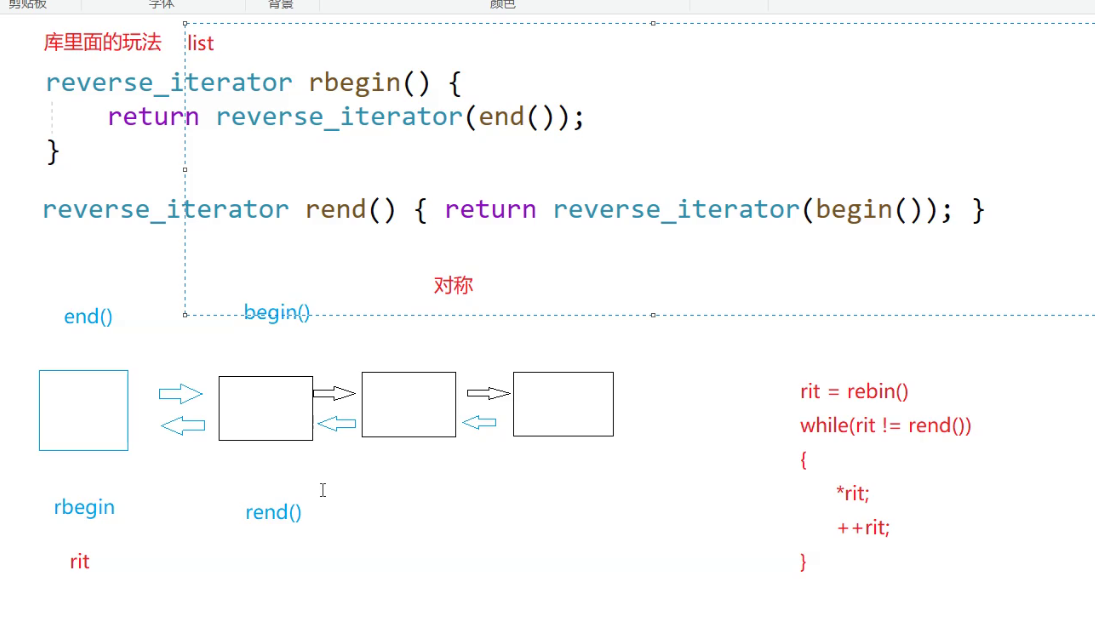 剪贴板 字体 背景 颜色
库里面的玩法 list
reverse_iterator rbegin() {
return reverse_iterator(end());
}
reverse_iterator rend() { return reverse_iterator(begin()); }
对称
end() begin()
rit = rebin()
while(rit != rend())
{
*rit;
++rit;
}
rbegin rend()
rit